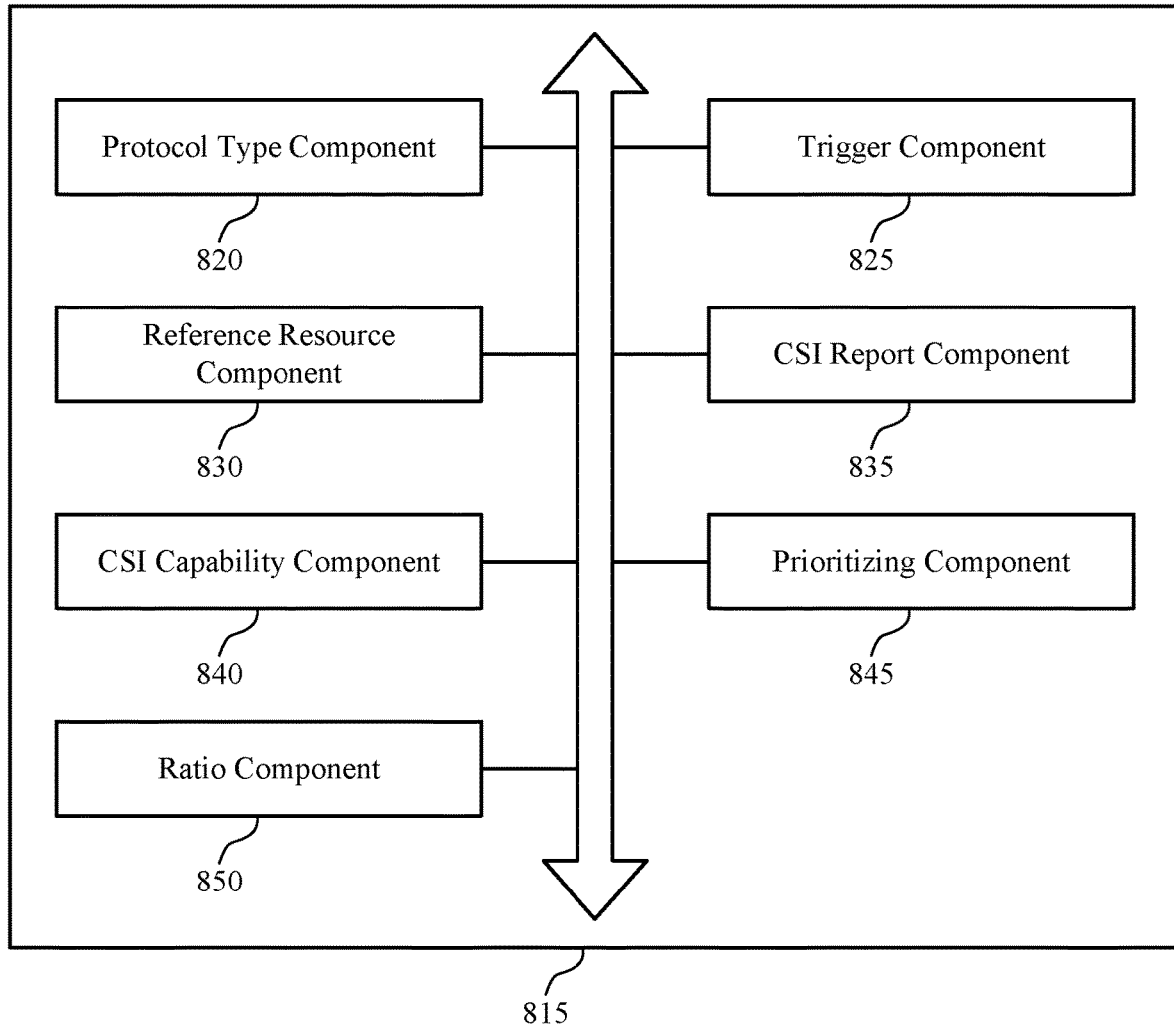 Protocol Type Component
820
Trigger Component
825
Reference Resource
Component
830
CSI Report Component
835
CSI Capability Component
840
Prioritizing Component
845
Ratio Component
850
815